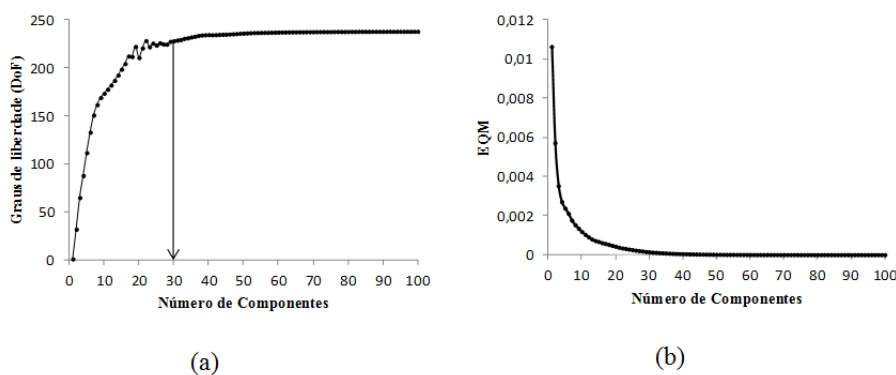 Graus de liberdade (DoF)
250
200
150
100
50
0
0 10 20 30 40 50 60 70 80 90 100
Número de Componentes
(a)
EQM
0,012
0,01
0,008
0,006
0,004
0,002
0
0 10 20 30 40 50 60 70 80 90 100
Número de Componentes
(b)